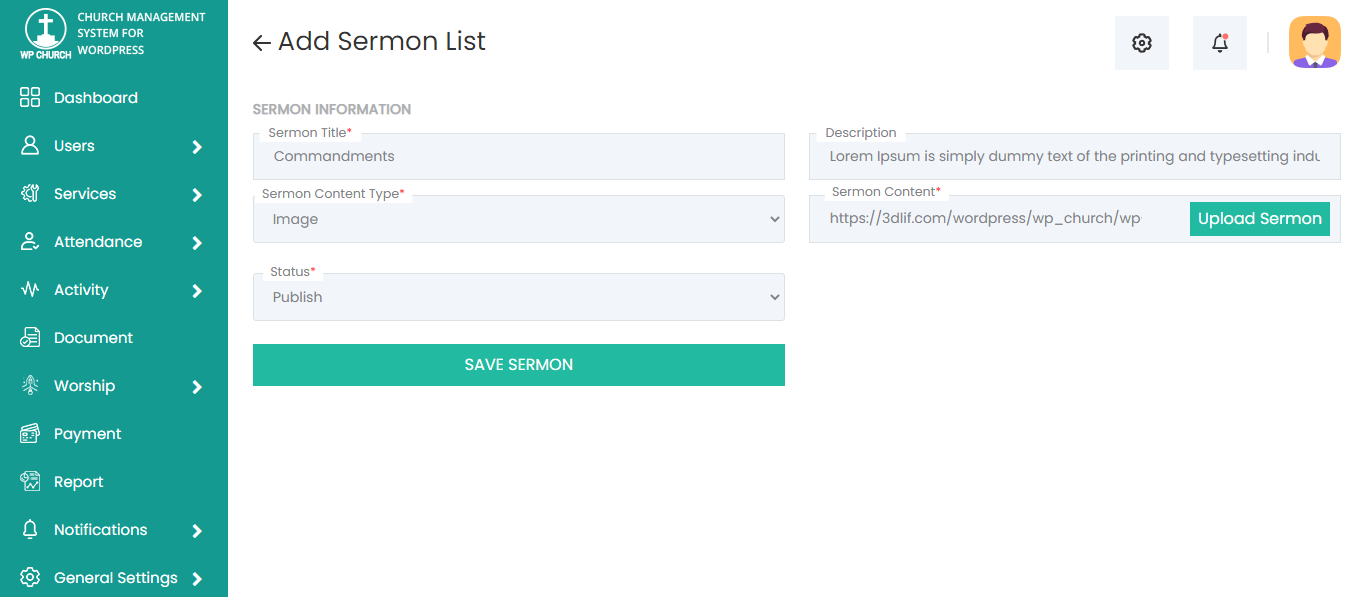 CHURCH MANAGEMENT
SYSTEM FOR
WORDPRESS
WP CHURCH
Dashboard
Users
Services
Attendance
Activity
Document
Worship
Payment
Report
Notifications
General Settings
Add Sermon List
SERMON INFORMATION
Sermon Title*
Commandments
Description
Lorem Ipsum is simply dummy text of the printing and typesetting indu
Sermon Content Type*
Image
Sermon Content*
https://3dlif.com/wordpress/wp_church/wp-
Upload Sermon
Status*
Publish
SAVE SERMON